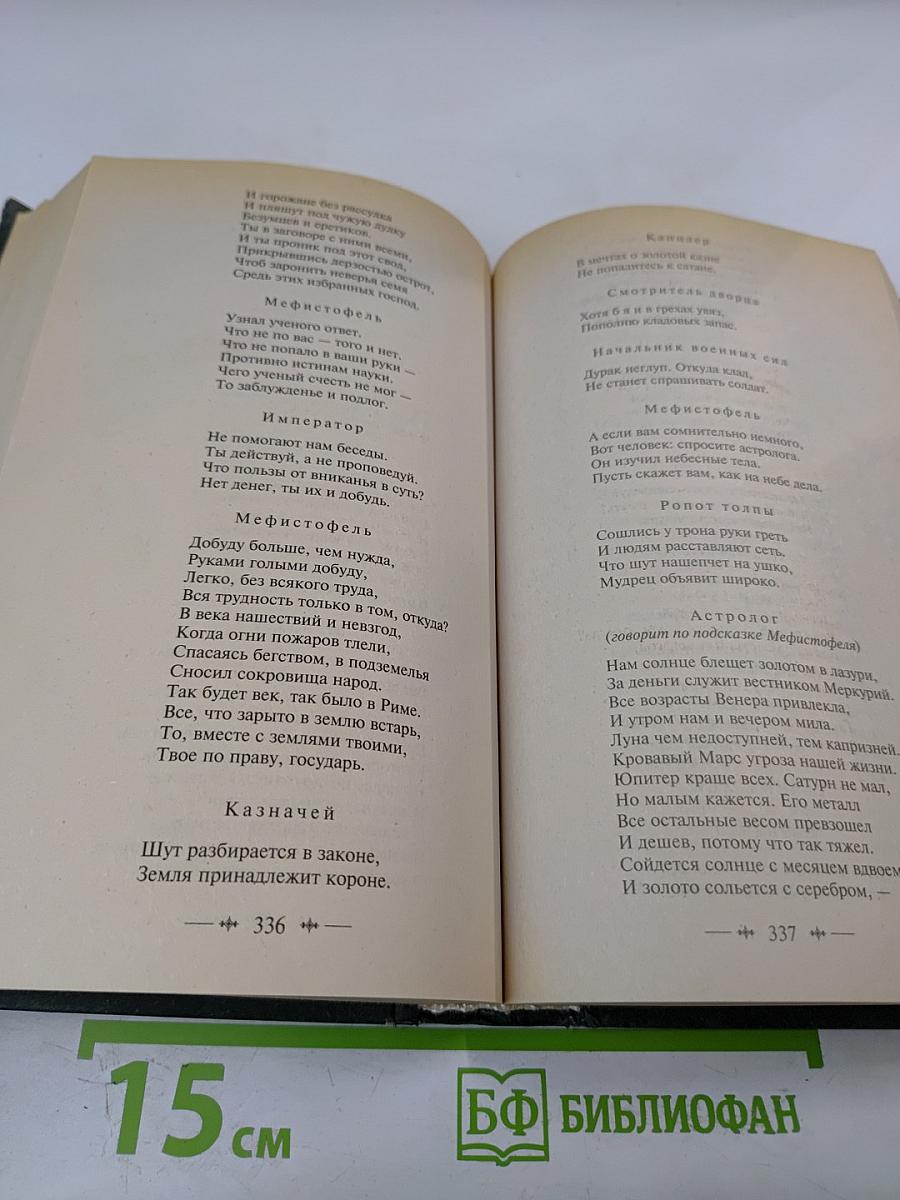 И горожане без рассудка
И пляшут под чужую дудку
Безумцев и еретиков.
Ты в заговоре с ними всеми,
И ты проник под этот свод,
Прикрывшись дерзостью острот,
Чтоб заронить неверья семя
Средь этих избранных господ.
Мефистофель
Узнал ученого ответ.
Что не по вас — того и нет.
Что не попало в ваши руки —
Противно истинам науки.
Чего ученый счесть не мог —
То заблужденье и подлог.
Император
Не помогают нам беседы.
Ты действуй, а не проповедуй.
Что пользы от вниканья в суть?
Нет денег, ты их и добудь.
Мефистофель
Добуду больше, чем нужда,
Руками голыми добуду,
Легко, без всякого труда,
Вся трудность только в том, откуда?
В века нашествий и невзгод,
Когда огни пожаров тлели,
Спасаясь бегством, в подземелья
Сносил сокровища народ.
Так будет век, так было в Риме.
Все, что зарыто в землю встарь,
То, вместе с землями твоими,
Твое по праву, государь.
Казначей
Шут разбирается в законе,
Земля принадлежит короне.
336
Канцлер
В мечтах о золотой казне
Не попадитесь к сатане.
Смотритель дворца
Хотя б я и в грехах увяз,
Пополню кладовых запас.
Начальник военных сил
Дурак неглуп. Откуда клад,
Не станет спрашивать солдат.
Мефистофель
А если вам сомнительно немного,
Вот человек: спросите астролога.
Он изучил небесные тела.
Пусть скажет вам, как на небе дела.
Ропот толпы
Сошлись у трона руки греть
И людям расставляют сеть.
Что шут нашепчет на ушко,
Мудрец объявит широко.
Астролог
(говорит по подсказке Мефистофеля)
Нам солнце блещет золотом в лазури,
За деньги служит вестником Меркурий.
Все возрасты Венера привлекла,
И утром нам и вечером мила.
Луна чем недоступней, тем капризней.
Кровавый Марс угроза нашей жизни.
Юпитер краше всех. Сатурн не мал,
Но малым кажется. Его металл
Все остальные весом превзошел
И дешев, потому что так тяжел.
Сойдется солнце с месяцем вдвоем
И золото сольется с серебром, —
337
15 см
БФ БИБЛИОФАН